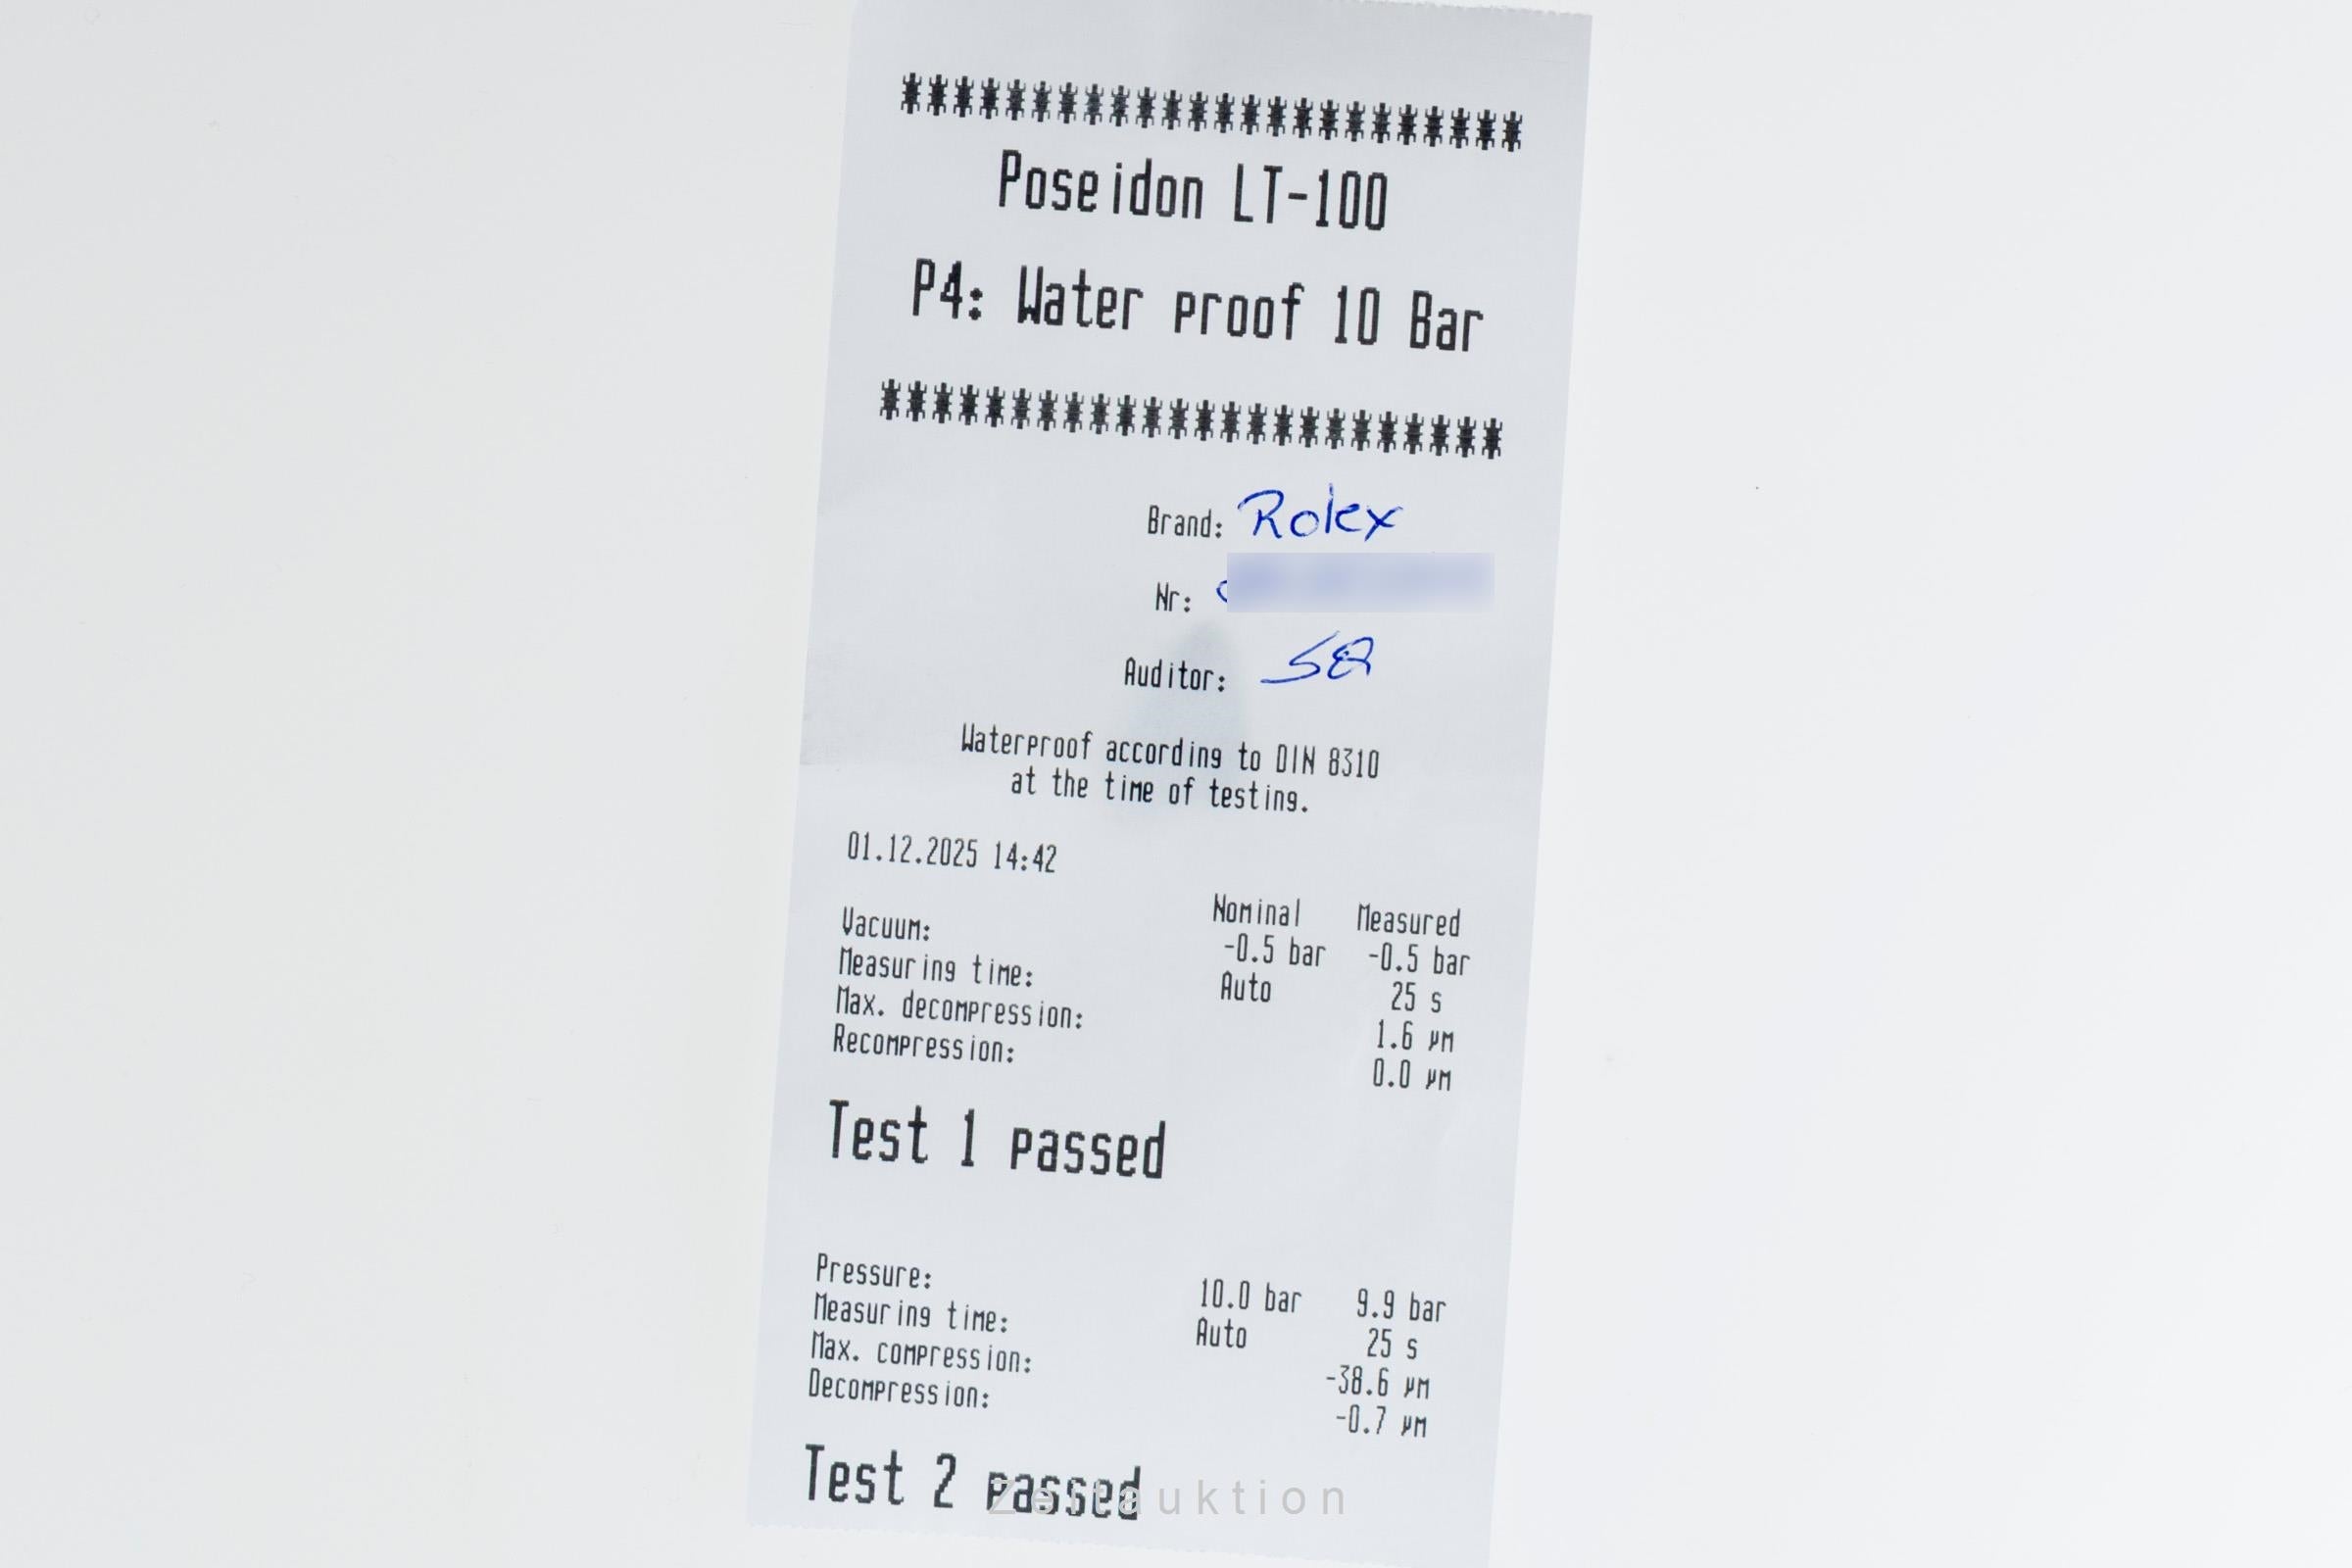 ************************
Poseidon LT-100
P4: Water proof 10 Bar
************************
Brand: Rolex
Nr:
Auditor:
Waterproof according to DIN 8310
at the time of testing.
01.12.2025 14:42
Nominal Measured
Vacuum: -0.5 bar -0.5 bar
Measuring time: Auto 25 s
Max. decompression: 1.6 µm
Recompression: 0.0 µm
Test 1 passed
Pressure: 10.0 bar 9.9 bar
Measuring time: Auto 25 s
Max. compression: -38.6 µm
Decompression: -0.7 µm
Test 2 passed
Zeitauktion